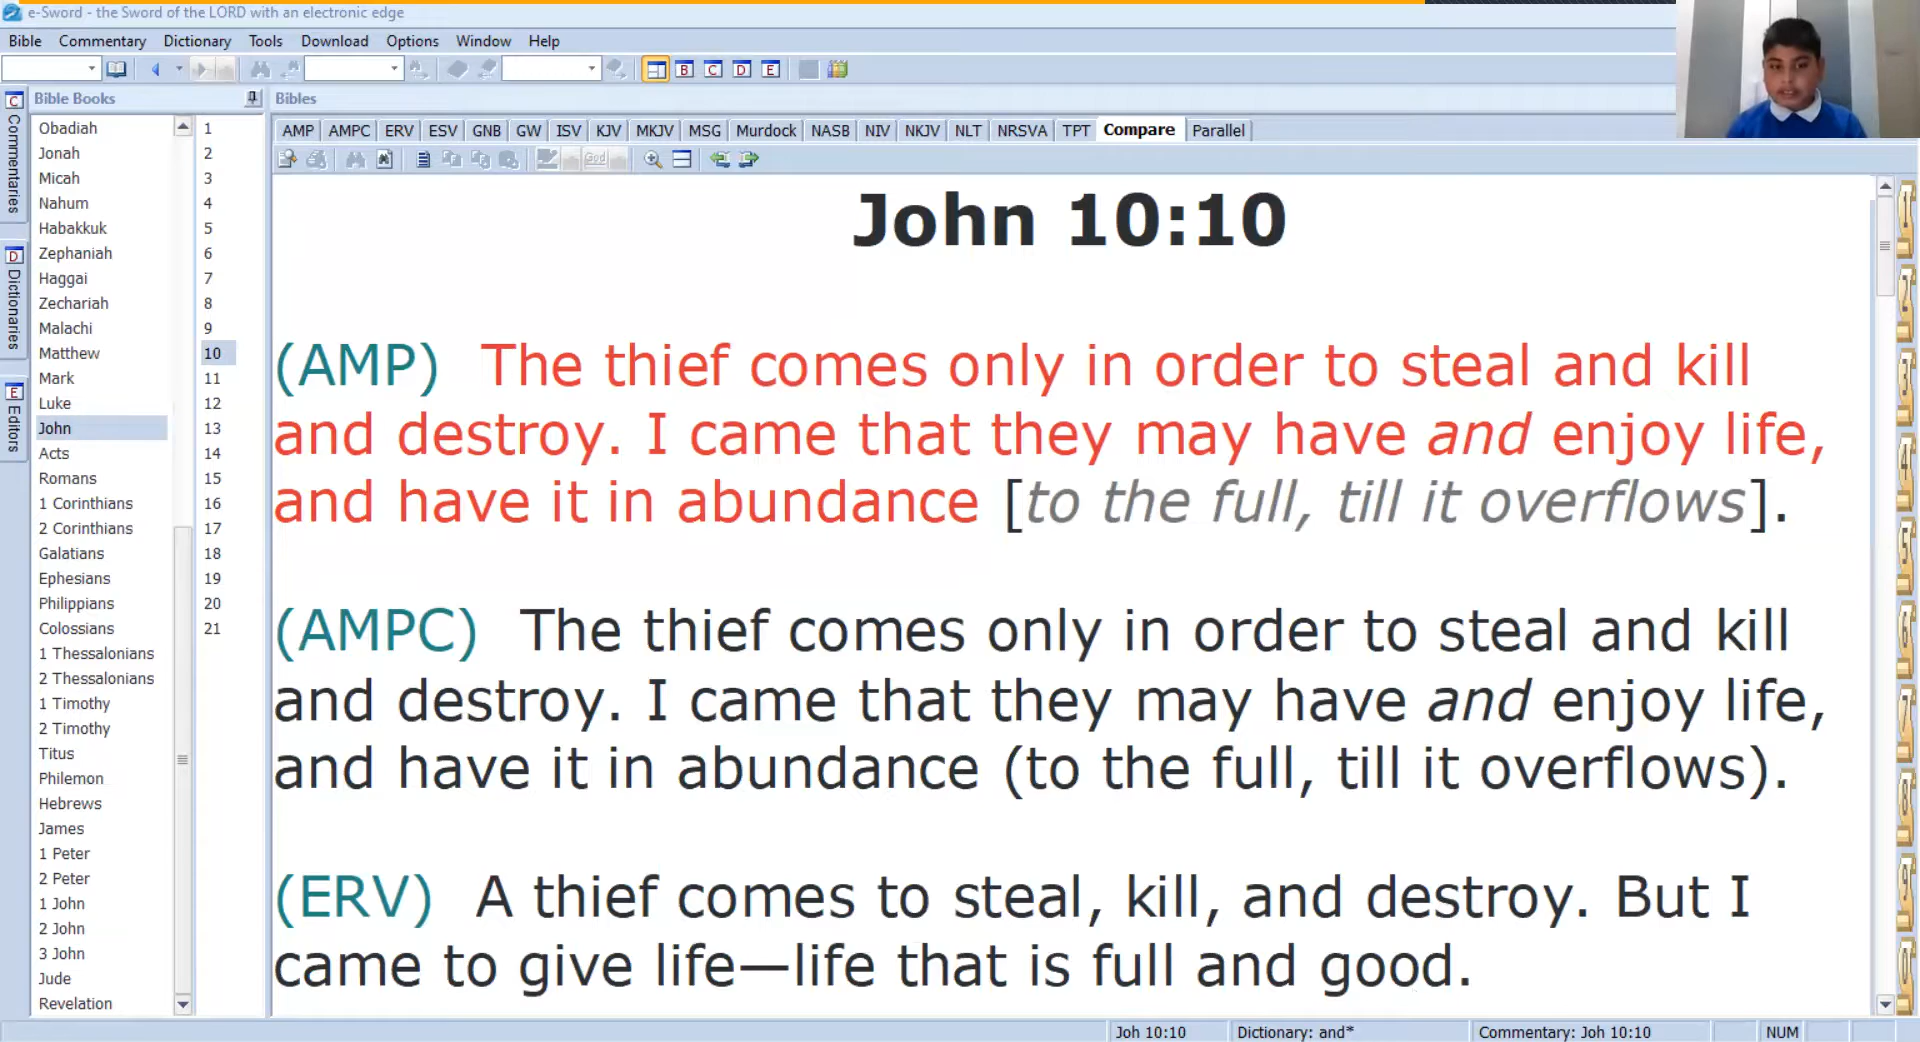 e-Sword - the Sword of the LORD with an electronic edge
Bible Commentary Dictionary Tools Download Options Window Help
B C D E
C Bible Books Bibles
Commentaries
D Dictionaries
E Editors
AMP AMPC ERV ESV GNB GW ISV KJV MKJV MSG Murdock NASB NIV NKJV NLT NRSVA TPT Compare Parallel
God
Obadiah
Jonah
Micah
Nahum
Habakkuk
Zephaniah
Haggai
Zechariah
Malachi
Matthew
Mark
Luke
John
Acts
Romans
1 Corinthians
2 Corinthians
Galatians
Ephesians
Philippians
Colossians
1 Thessalonians
2 Thessalonians
1 Timothy
2 Timothy
Titus
Philemon
Hebrews
James
1 Peter
2 Peter
1 John
2 John
3 John
Jude
Revelation
1
2
3
4
5
6
7
8
9
10
11
12
13
14
15
16
17
18
19
20
21
John 10:10
(AMP) The thief comes only in order to steal and kill
and destroy. I came that they may have and enjoy life,
and have it in abundance [to the full, till it overflows].
(AMPC) The thief comes only in order to steal and kill
and destroy. I came that they may have and enjoy life,
and have it in abundance (to the full, till it overflows).
(ERV) A thief comes to steal, kill, and destroy. But I
came to give life—life that is full and good.
Joh 10:10 Dictionary: and* Commentary: Joh 10:10 NUM